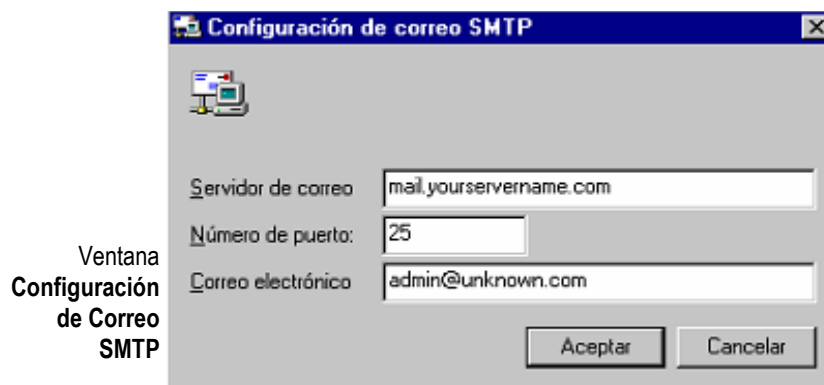 Configuración de correo SMTP
Servidor de correo
mail.yourservername.com
Número de puerto:
25
Correo electrónico
admin@unknown.com
Aceptar
Cancelar
Ventana
Configuración
de Correo
SMTP